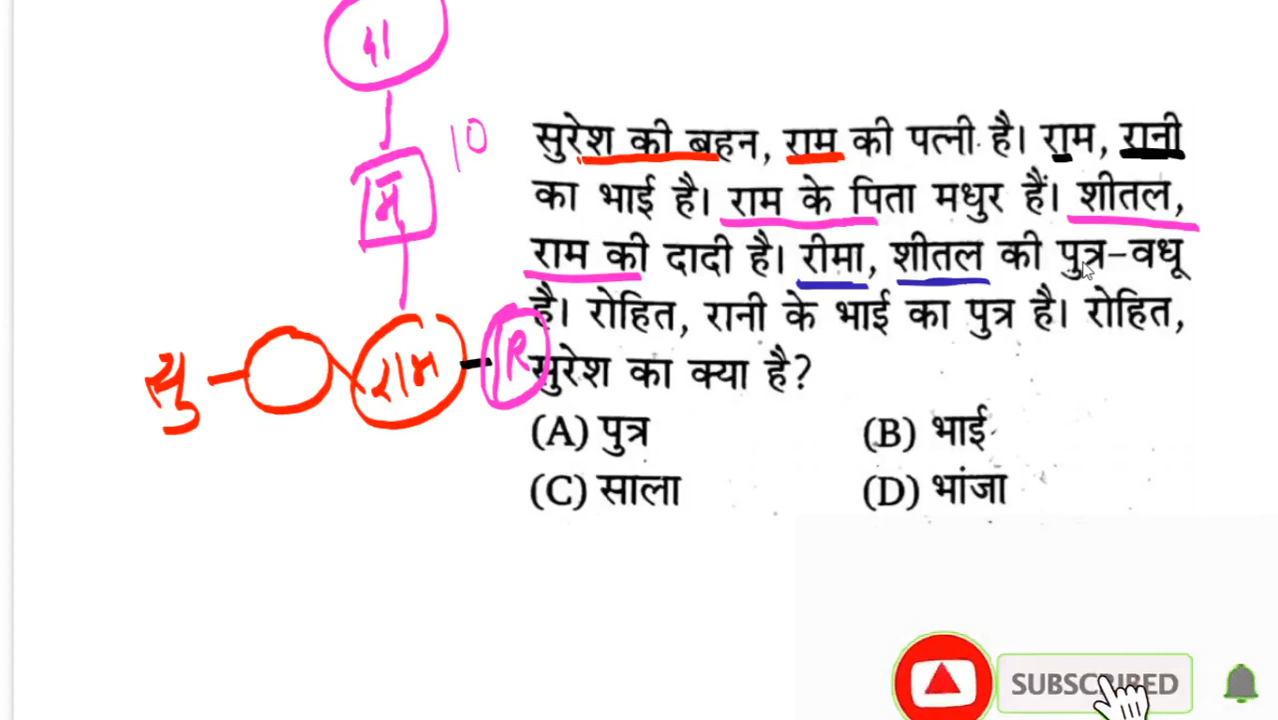 शी
म
10
सु
राम
R
सुरेश की बहन, राम की पत्नी है। राम, रानी
का भाई है। राम के पिता मधुर हैं। शीतल,
राम की दादी है। रीमा, शीतल की पुत्र-वधू
है। रोहित, रानी के भाई का पुत्र है। रोहित,
सुरेश का क्या है?
(A) पुत्र (B) भाई
(C) साला (D) भांजा
SUBSCRIBED